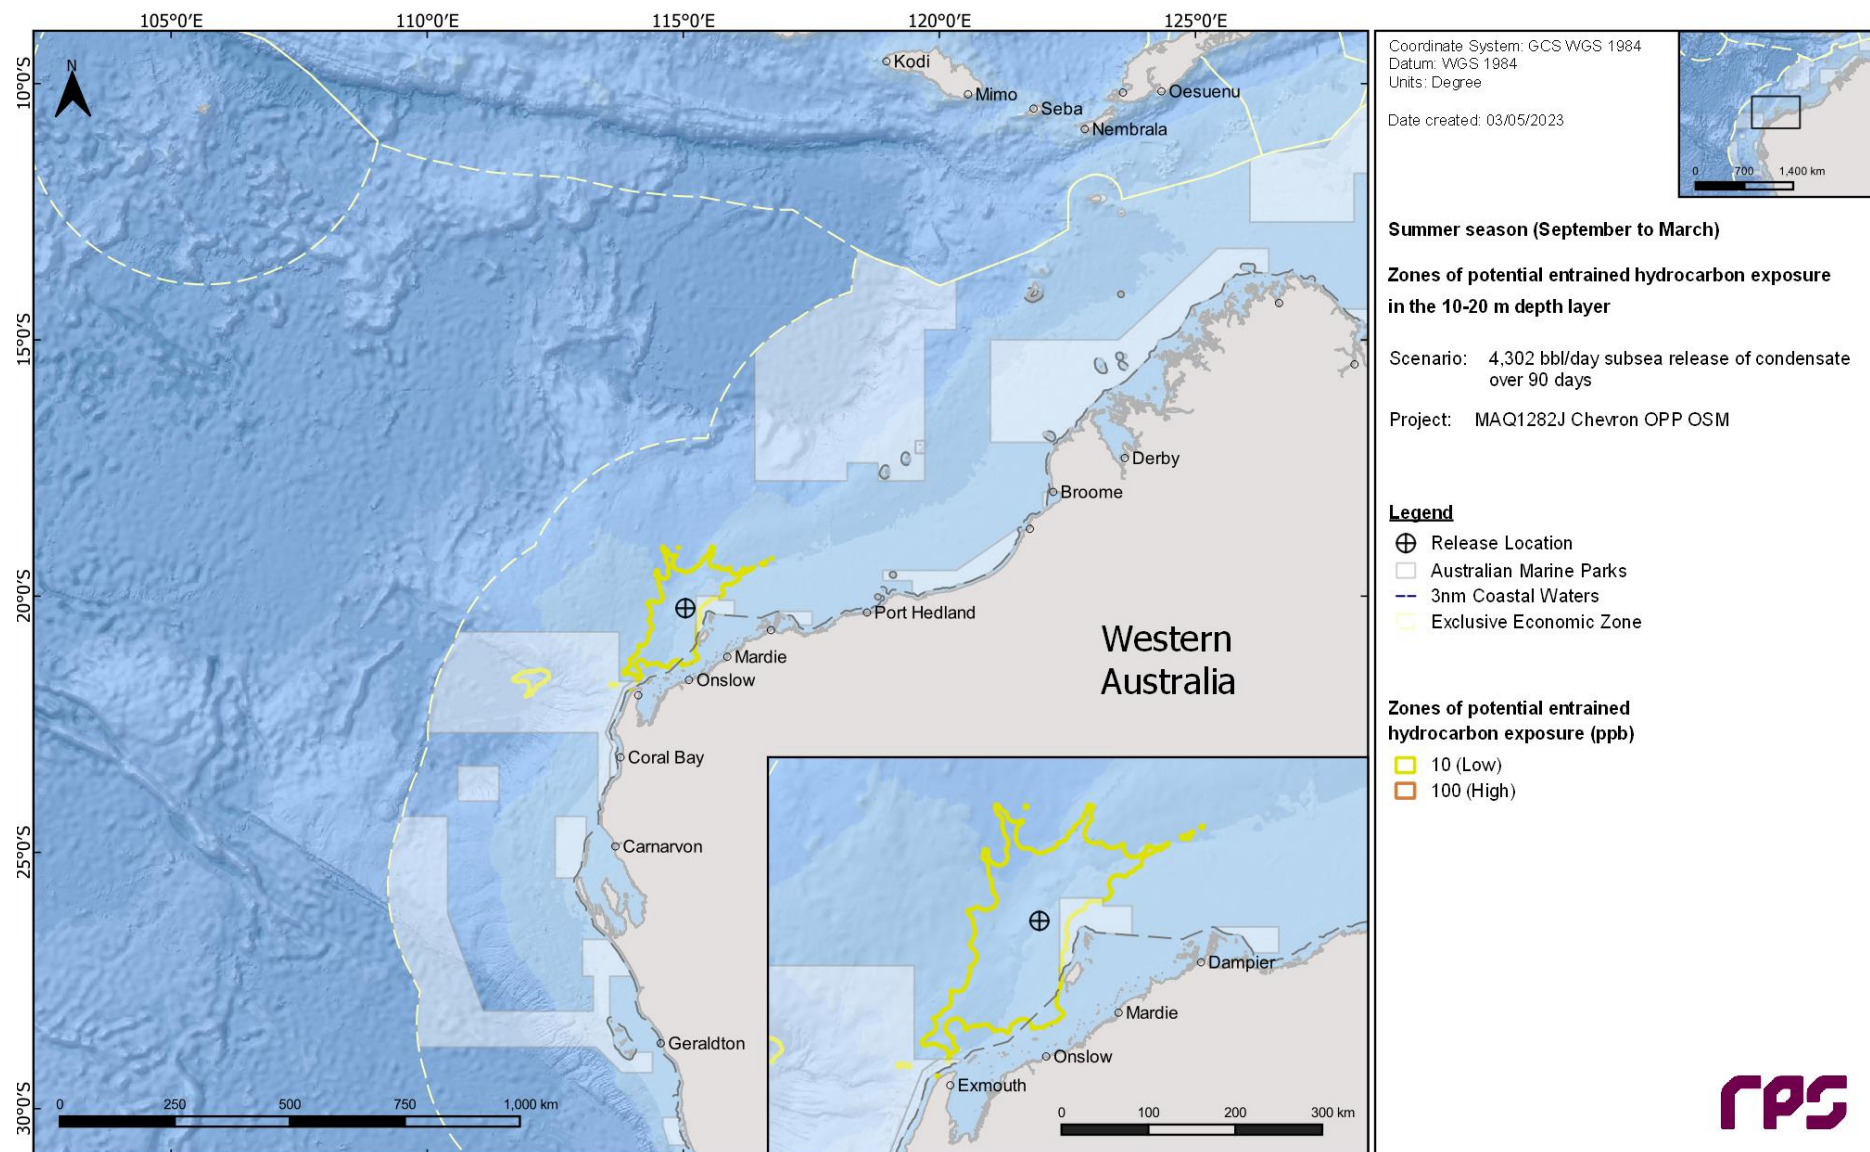 105°0'E 110°0'E 115°0'E 120°0'E 125°0'E
10°0'S
15°0'S
20°0'S
25°0'S
30°0'S
N
Kodi
Mimo
Seba
Oesuenu
Nembrala
Derby
Broome
Port Hedland
Mardie
Onslow
Coral Bay
Carnarvon
Geraldton
Western
Australia
0 250 500 750 1,000 km
Dampier
Mardie
Onslow
Exmouth
0 100 200 300 km
Coordinate System: GCS WGS 1984
Datum: WGS 1984
Units: Degree
Date created: 03/05/2023
0 700 1,400 km
Summer season (September to March)
Zones of potential entrained hydrocarbon exposure
in the 10-20 m depth layer
Scenario: 4,302 bbl/day subsea release of condensate
over 90 days
Project: MAQ1282J Chevron OPP OSM
Legend
Release Location
Australian Marine Parks
3nm Coastal Waters
Exclusive Economic Zone
Zones of potential entrained
hydrocarbon exposure (ppb)
10 (Low)
100 (High)
rps